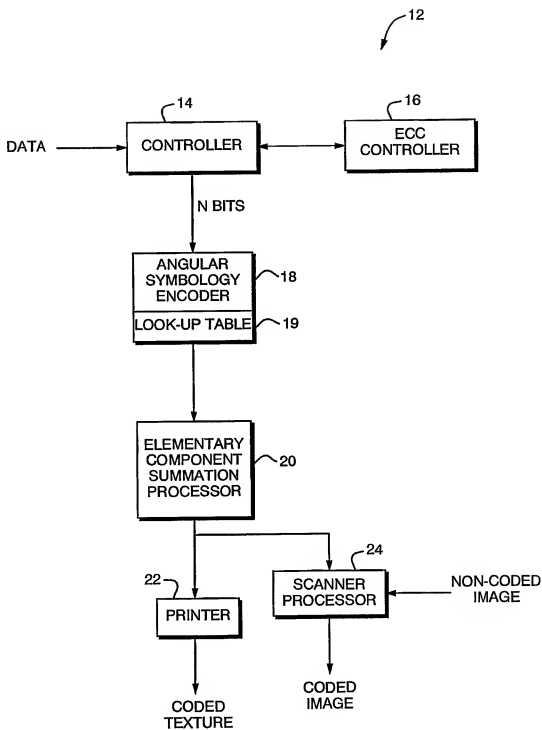 12
14
16
DATA
CONTROLLER
ECC
CONTROLLER
N BITS
ANGULAR
SYMBOLOGY
ENCODER
18
LOOK-UP TABLE
19
ELEMENTARY
COMPONENT
SUMMATION
PROCESSOR
20
22
24
PRINTER
SCANNER
PROCESSOR
NON-CODED
IMAGE
CODED
TEXTURE
CODED
IMAGE